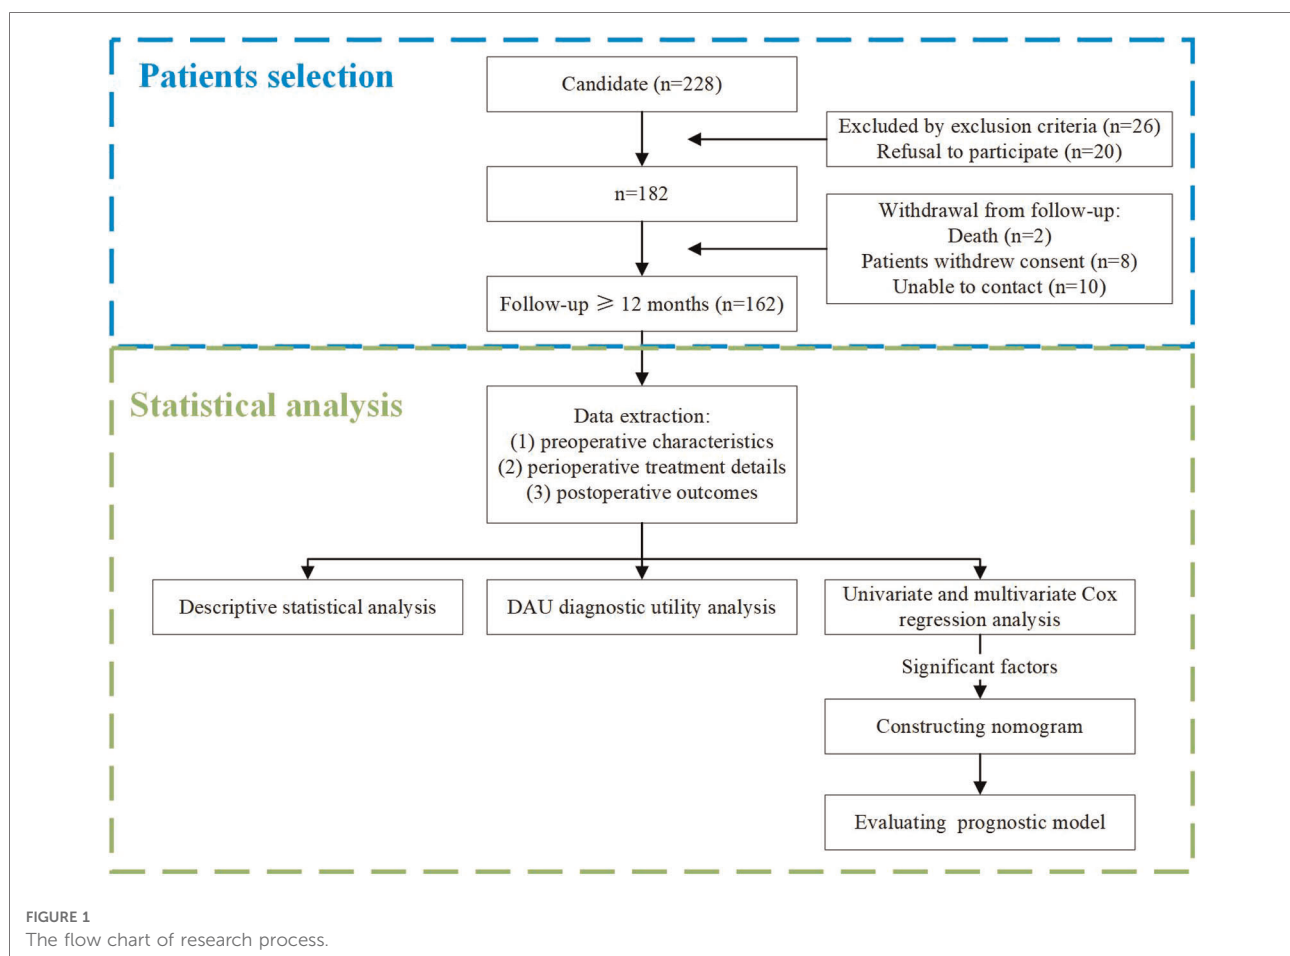 Patients selection
Candidate (n=228)
Excluded by exclusion criteria (n=26)
Refusal to participate (n=20)
n=182
Withdrawal from follow-up:
Death (n=2)
Patients withdrew consent (n=8)
Unable to contact (n=10)
Follow-up ⩾ 12 months (n=162)
Statistical analysis
Data extraction:
(1) preoperative characteristics
(2) perioperative treatment details
(3) postoperative outcomes
Descriptive statistical analysis
DAU diagnostic utility analysis
Univariate and multivariate Cox
regression analysis
Significant factors
Constructing nomogram
Evaluating prognostic model
FIGURE 1
The flow chart of research process.